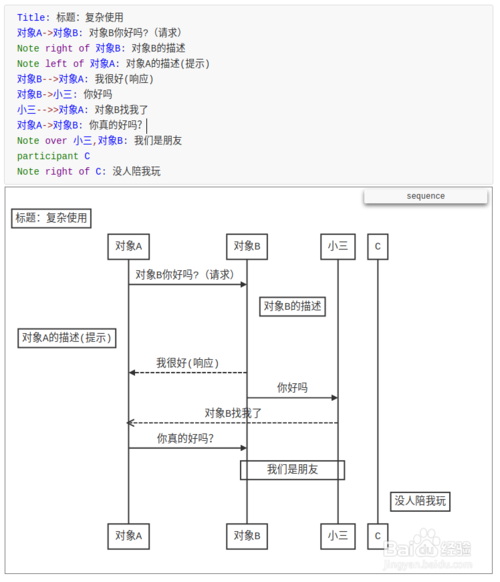 Title: 标题：复杂使用
对象A->对象B: 对象B你好吗?（请求）
Note right of 对象B: 对象B的描述
Note left of 对象A: 对象A的描述(提示)
对象B-->对象A: 我很好(响应)
对象B->小三: 你好吗
小三-->>对象A: 对象B找我了
对象A->对象B: 你真的好吗?
Note over 小三,对象B: 我们是朋友
participant C
Note right of C: 没人陪我玩
sequence
标题：复杂使用
对象A 对象B 小三 C
对象B你好吗?（请求）
对象B的描述
对象A的描述(提示)
我很好(响应)
你好吗
对象B找我了
你真的好吗?
我们是朋友
没人陪我玩
对象A 对象B 小三 C
Baidu 经验
jingyan.baidu.com